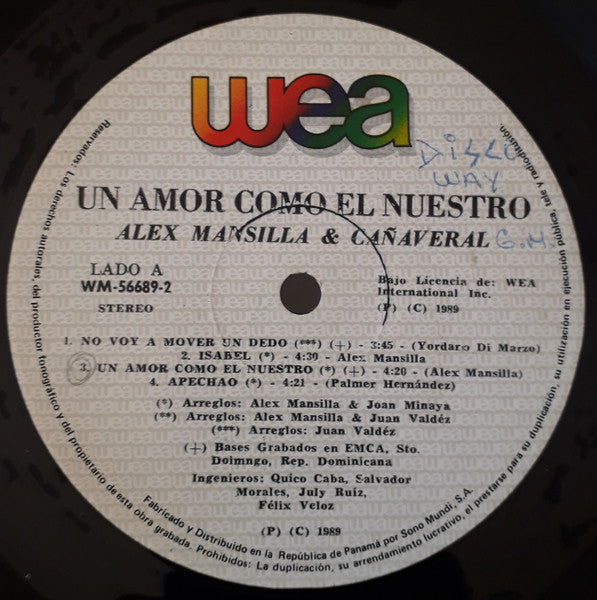 wea
Disco
Way
G.M.
UN AMOR COMO EL NUESTRO
ALEX MANSILLA & CAÑAVERAL
LADO A
WM-56689-2
STEREO
Bajo Licencia de: WEA
International Inc.
(P) (C) 1989
1. NO VOY A MOVER UN DEDO (***) (+) - 3:45 - (Yordaro Di Marzo)
2. ISABEL (*) - 4:30 - Alex Mansilla)
3. UN AMOR COMO EL NUESTRO (*) (+) - 4:20 - (Alex Mansilla)
4. APECHAO (*) - 4:21 - (Palmer Hernández)
(*) Arreglos: Alex Mansilla & Joan Minaya
(**) Arreglos: Alex Mansilla & Juan Valdéz
(***) Arreglos: Juan Valdéz
(+) Bases Grabados en EMCA, Sto.
Doimngo, Rep. Dominicana
Ingenieros: Quico Caba, Salvador
Morales, July Ruiz,
Félix Veloz
(P) (C) 1989
Fabricado y Distribuido en la República de Panamá por Sono Mundi, S.A.
Reservados: Los derechos autorales del productor fonográfico y del propietario de esta obra grabada. Prohibidos: La duplicación, su arrendamiento lucrativo, el prestarse para su duplicación, su utilización en ejecución pública, tele y radiodifusión.